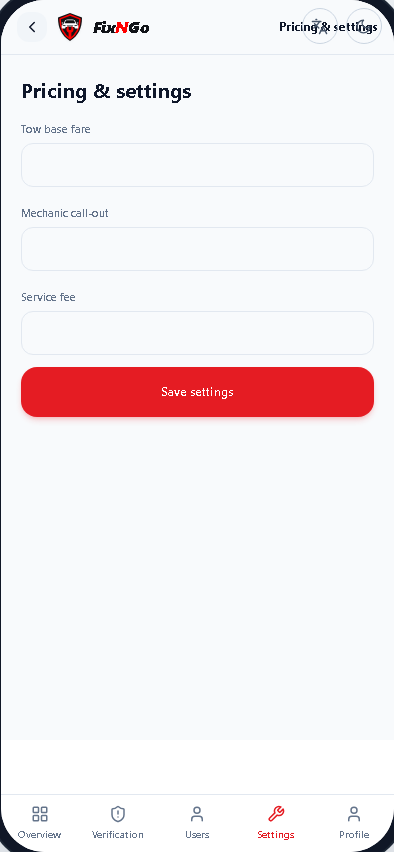 FixNGo
Pricing & settings
Pricing & settings
Tow base fare
Mechanic call-out
Service fee
Save settings
Overview
Verification
Users
Settings
Profile